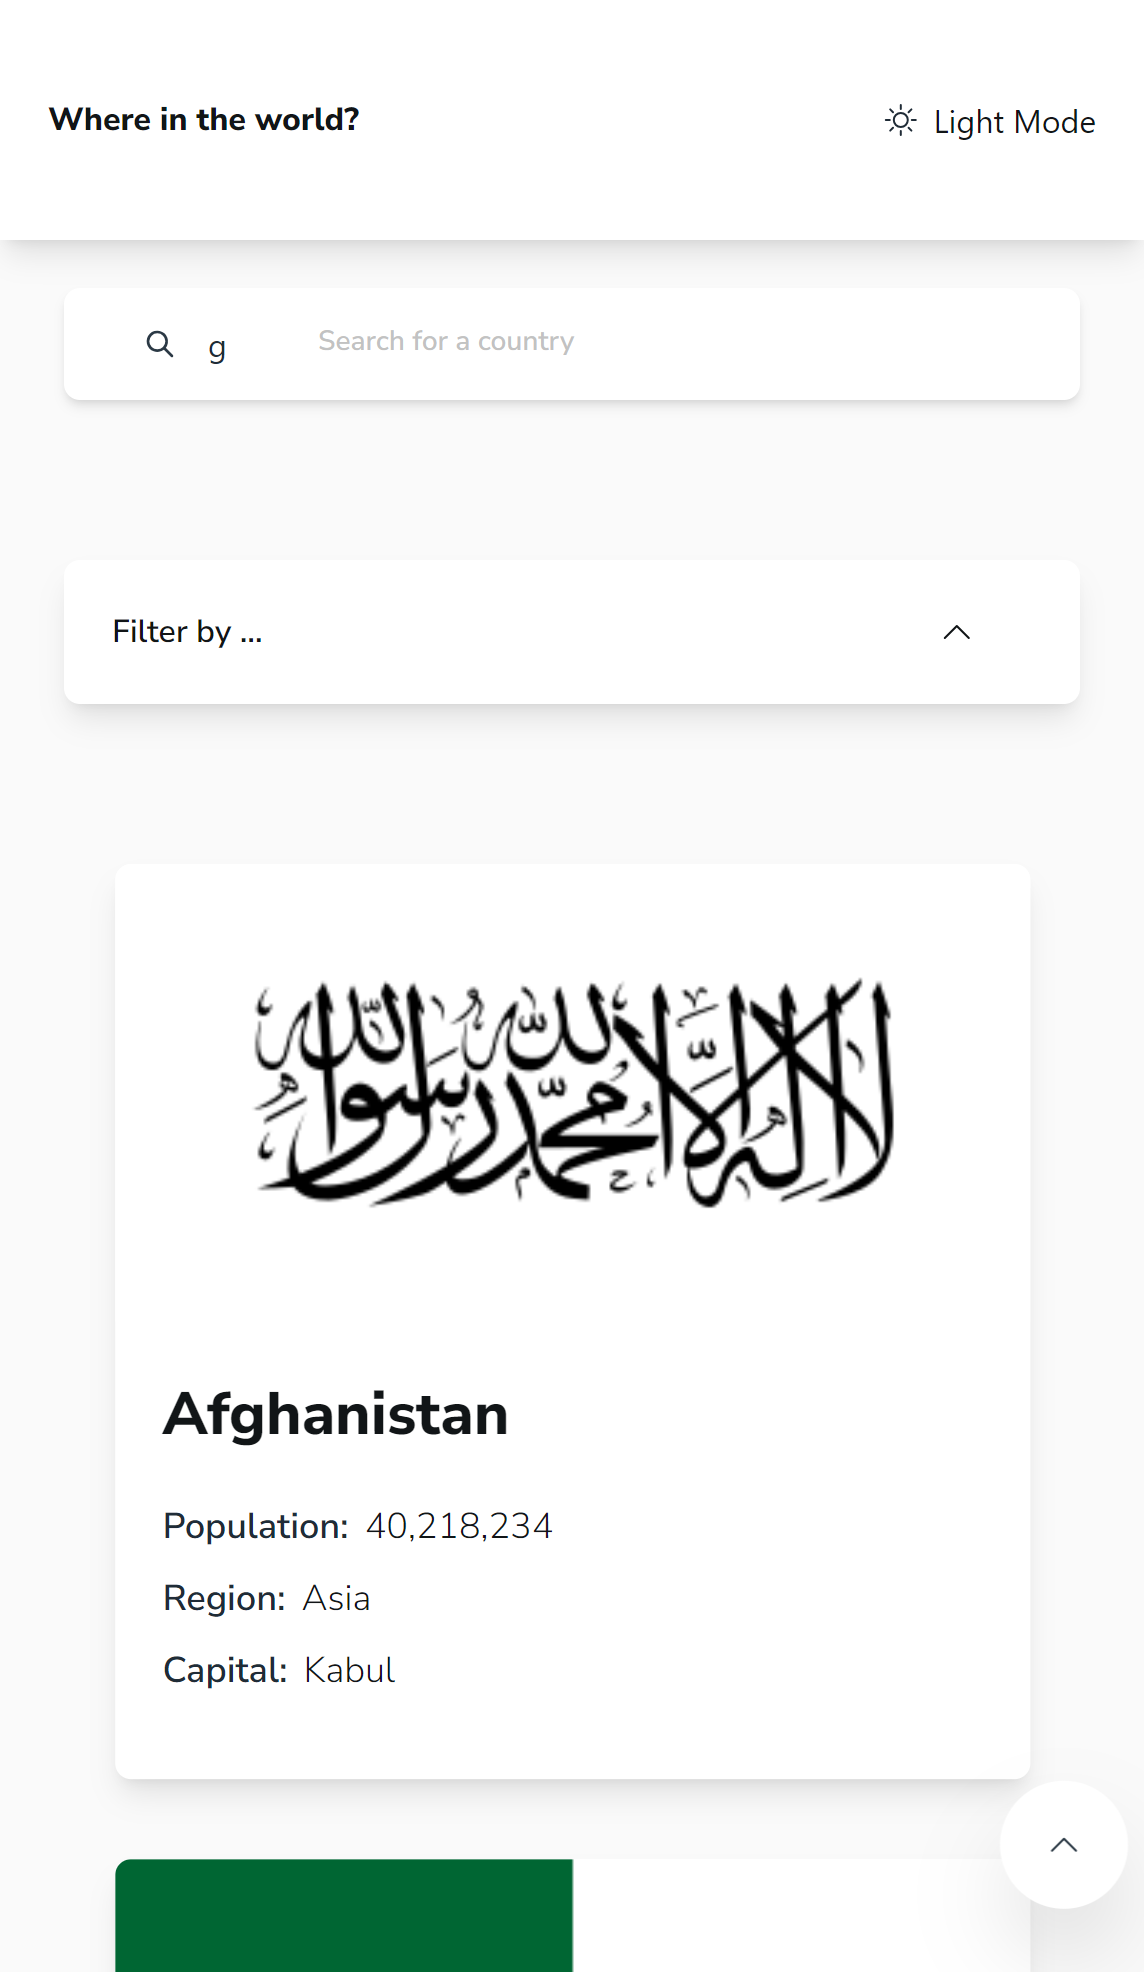 Where in the world?
Light Mode
g
Search for a country
Filter by ...
لا إله إلا الله محمد رسول الله
Afghanistan
Population: 40,218,234
Region: Asia
Capital: Kabul